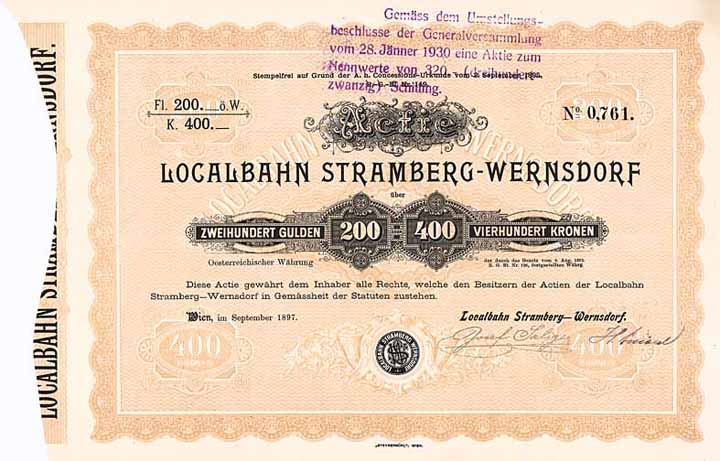 Gemäss dem Umstellungs-
beschlusse der Generalversammlung
vom 28. Jänner 1930 eine Aktie zum
Nennwerte von 320.
zwanzig) Schilling.
Stempelfrei auf Grund der A. h. Concessions-Urkunde vom
Fl. 200.— ö.W.
K. 400.—
No. 0,761.
Actie
LOCALBAHN STRAMBERG-WERNSDORF
über
ZWEIHUNDERT GULDEN 200 400 VIERHUNDERT KRONEN
Oesterreichischer Währung
Diese Actie gewährt dem Inhaber alle Rechte, welche den Besitzern der Actien der Localbahn
Stramberg—Wernsdorf in Gemässheit der Statuten zustehen.
Wien, im September 1897.
Localbahn Stramberg—Wernsdorf.
LOCALBAHN STRAMBERG WERNSDORF
400
400
LOCALBAHN STRAMBERG-WERNSDORF.